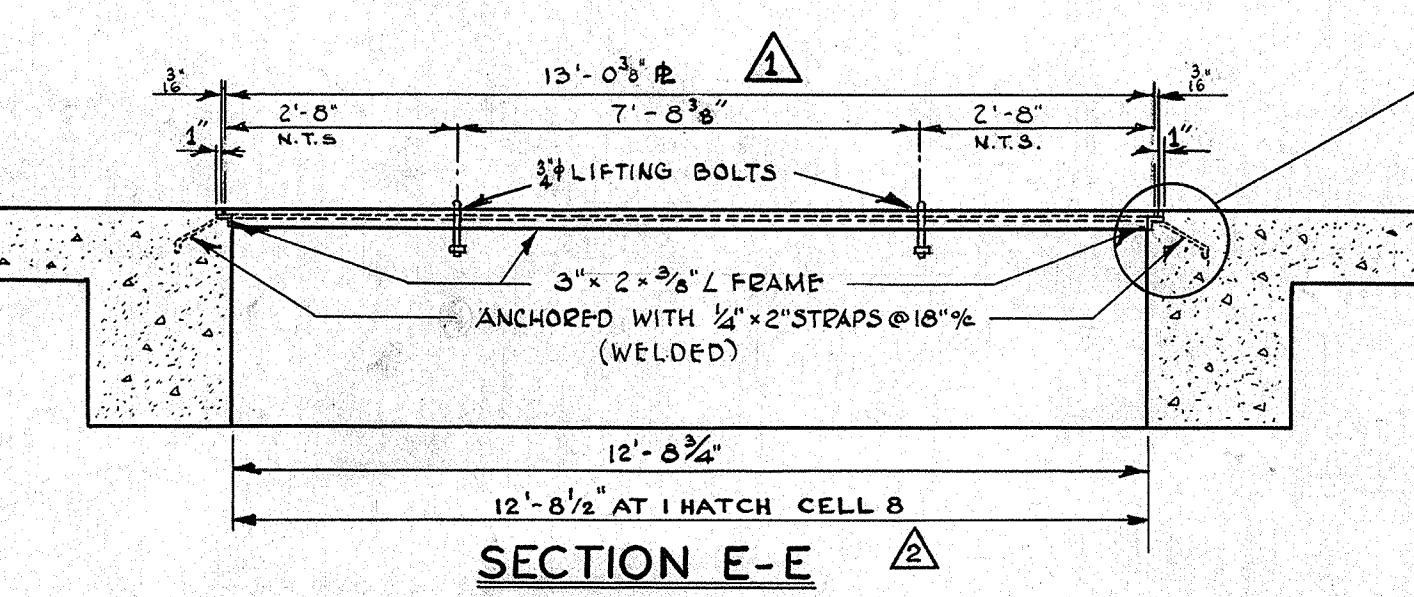 13'-0 3/8" ℄ 1
3/16" 3/16"
2'-8" 7'-8 3/8" 2'-8"
N.T.S N.T.S.
1" 1"
3/4"ϕ LIFTING BOLTS
3"x 2 x 3/8" L FRAME
ANCHORED WITH 1/4"x2"STRAPS @18"o/c
(WELDED)
12'-8 3/4"
12'-8 1/2" AT 1 HATCH CELL 8
SECTION E-E 2